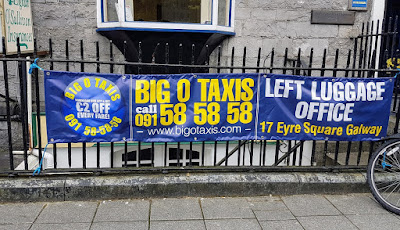 BIG O TAXIS
€2 OFF
EVERY FARE!
091 58-58-58
BIG O TAXIS
call 091 58 58 58
- www.bigotaxis.com -
LEFT LUGGAGE
OFFICE
17 Eyre Square Galway